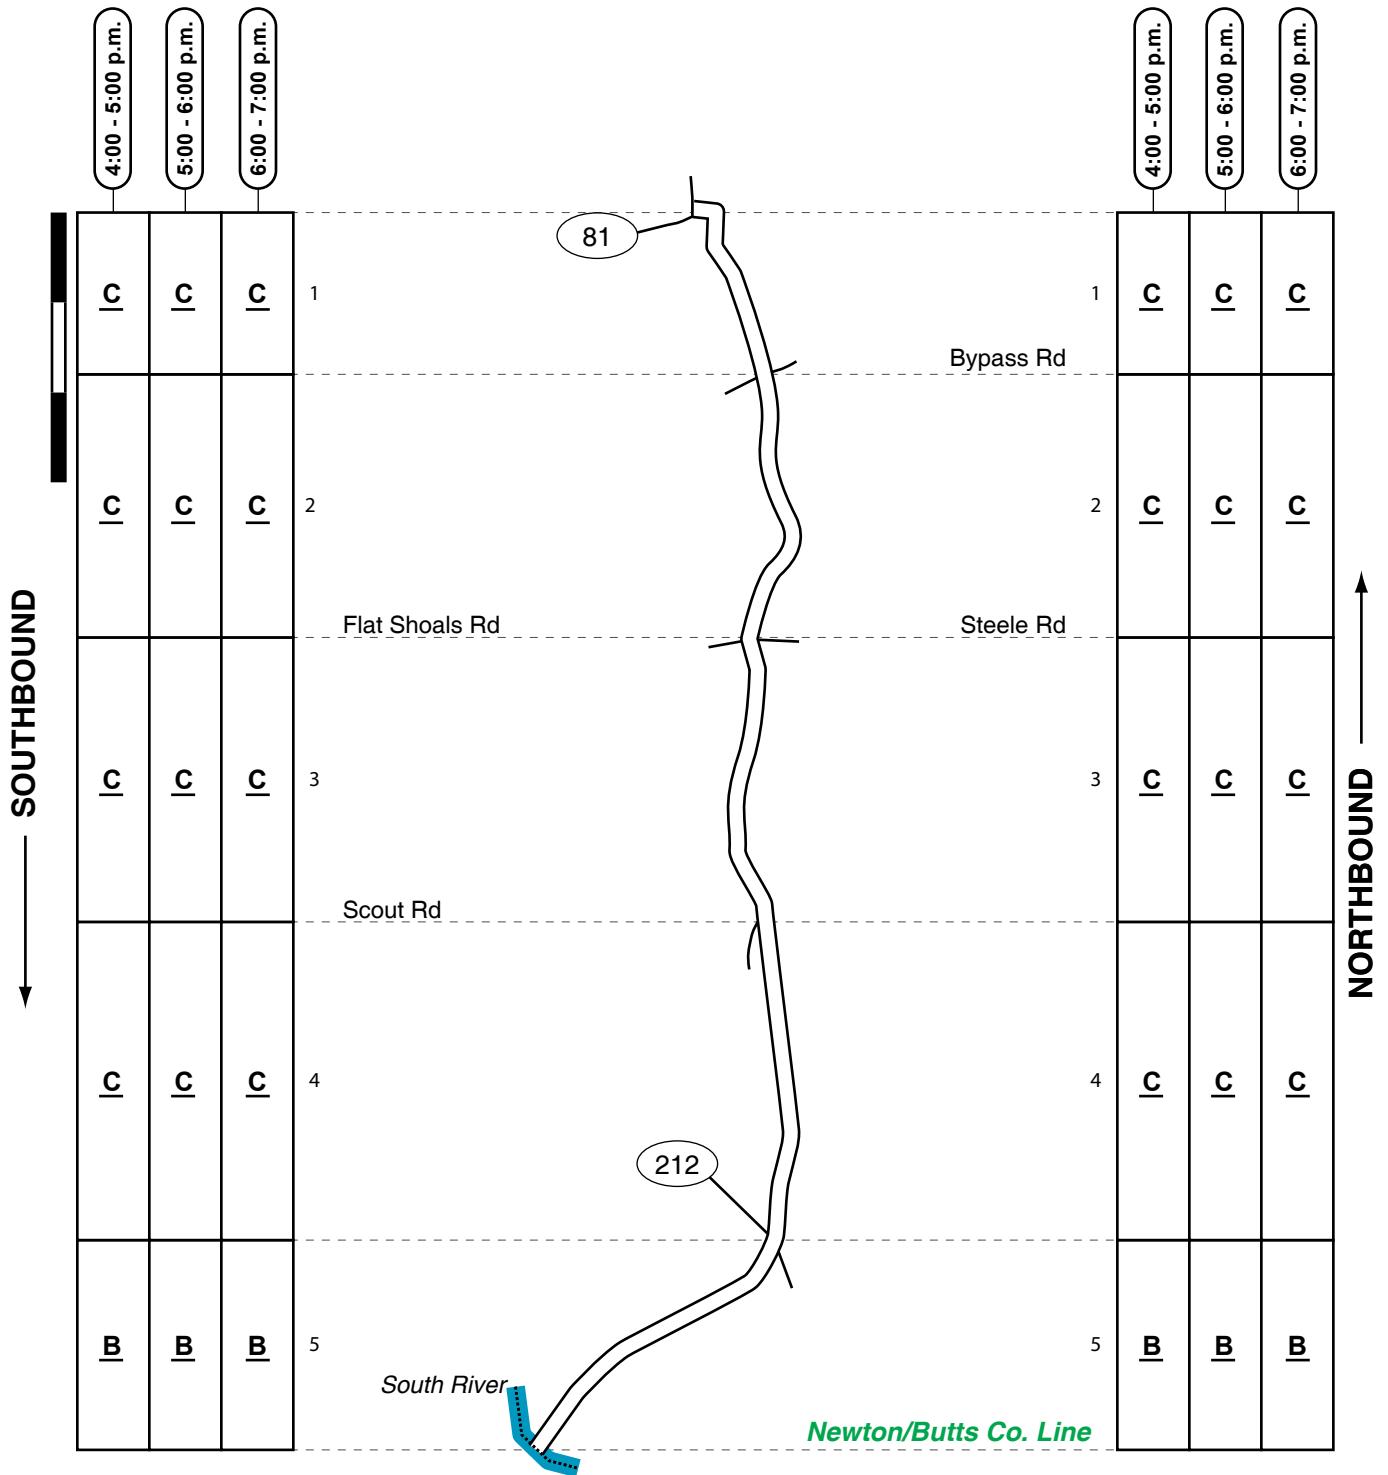 4:00 - 5:00 p.m.
5:00 - 6:00 p.m.
6:00 - 7:00 p.m.
4:00 - 5:00 p.m.
5:00 - 6:00 p.m.
6:00 - 7:00 p.m.
81
C C C 1 1 C C C
Bypass Rd
C C C 2 2 C C C
SOUTHBOUND
Flat Shoals Rd Steele Rd
C C C 3 3 C C C
NORTHBOUND
Scout Rd
C C C 4 4 C C C
212
B B B 5 5 B B B
South River
Newton/Butts Co. Line